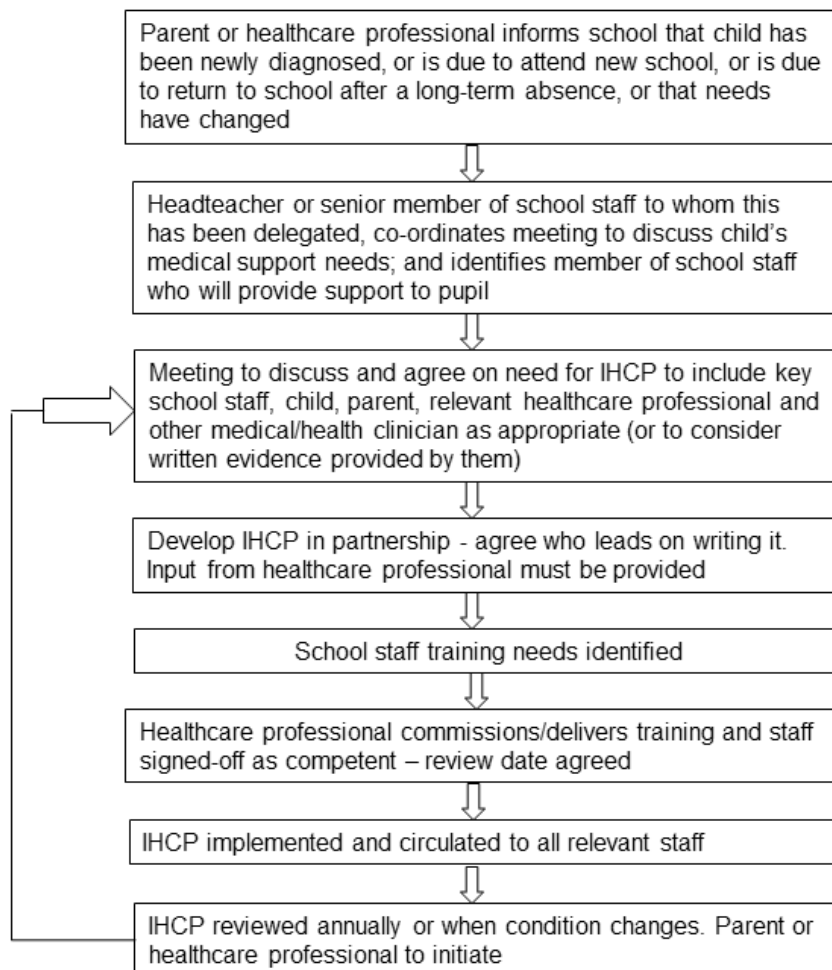 Parent or healthcare professional informs school that child has
been newly diagnosed, or is due to attend new school, or is due
to return to school after a long-term absence, or that needs
have changed
Headteacher or senior member of school staff to whom this
has been delegated, co-ordinates meeting to discuss child's
medical support needs; and identifies member of school staff
who will provide support to pupil
Meeting to discuss and agree on need for IHCP to include key
school staff, child, parent, relevant healthcare professional and
other medical/health clinician as appropriate (or to consider
written evidence provided by them)
Develop IHCP in partnership - agree who leads on writing it.
Input from healthcare professional must be provided
School staff training needs identified
Healthcare professional commissions/delivers training and staff
signed-off as competent – review date agreed
IHCP implemented and circulated to all relevant staff
IHCP reviewed annually or when condition changes. Parent or
healthcare professional to initiate